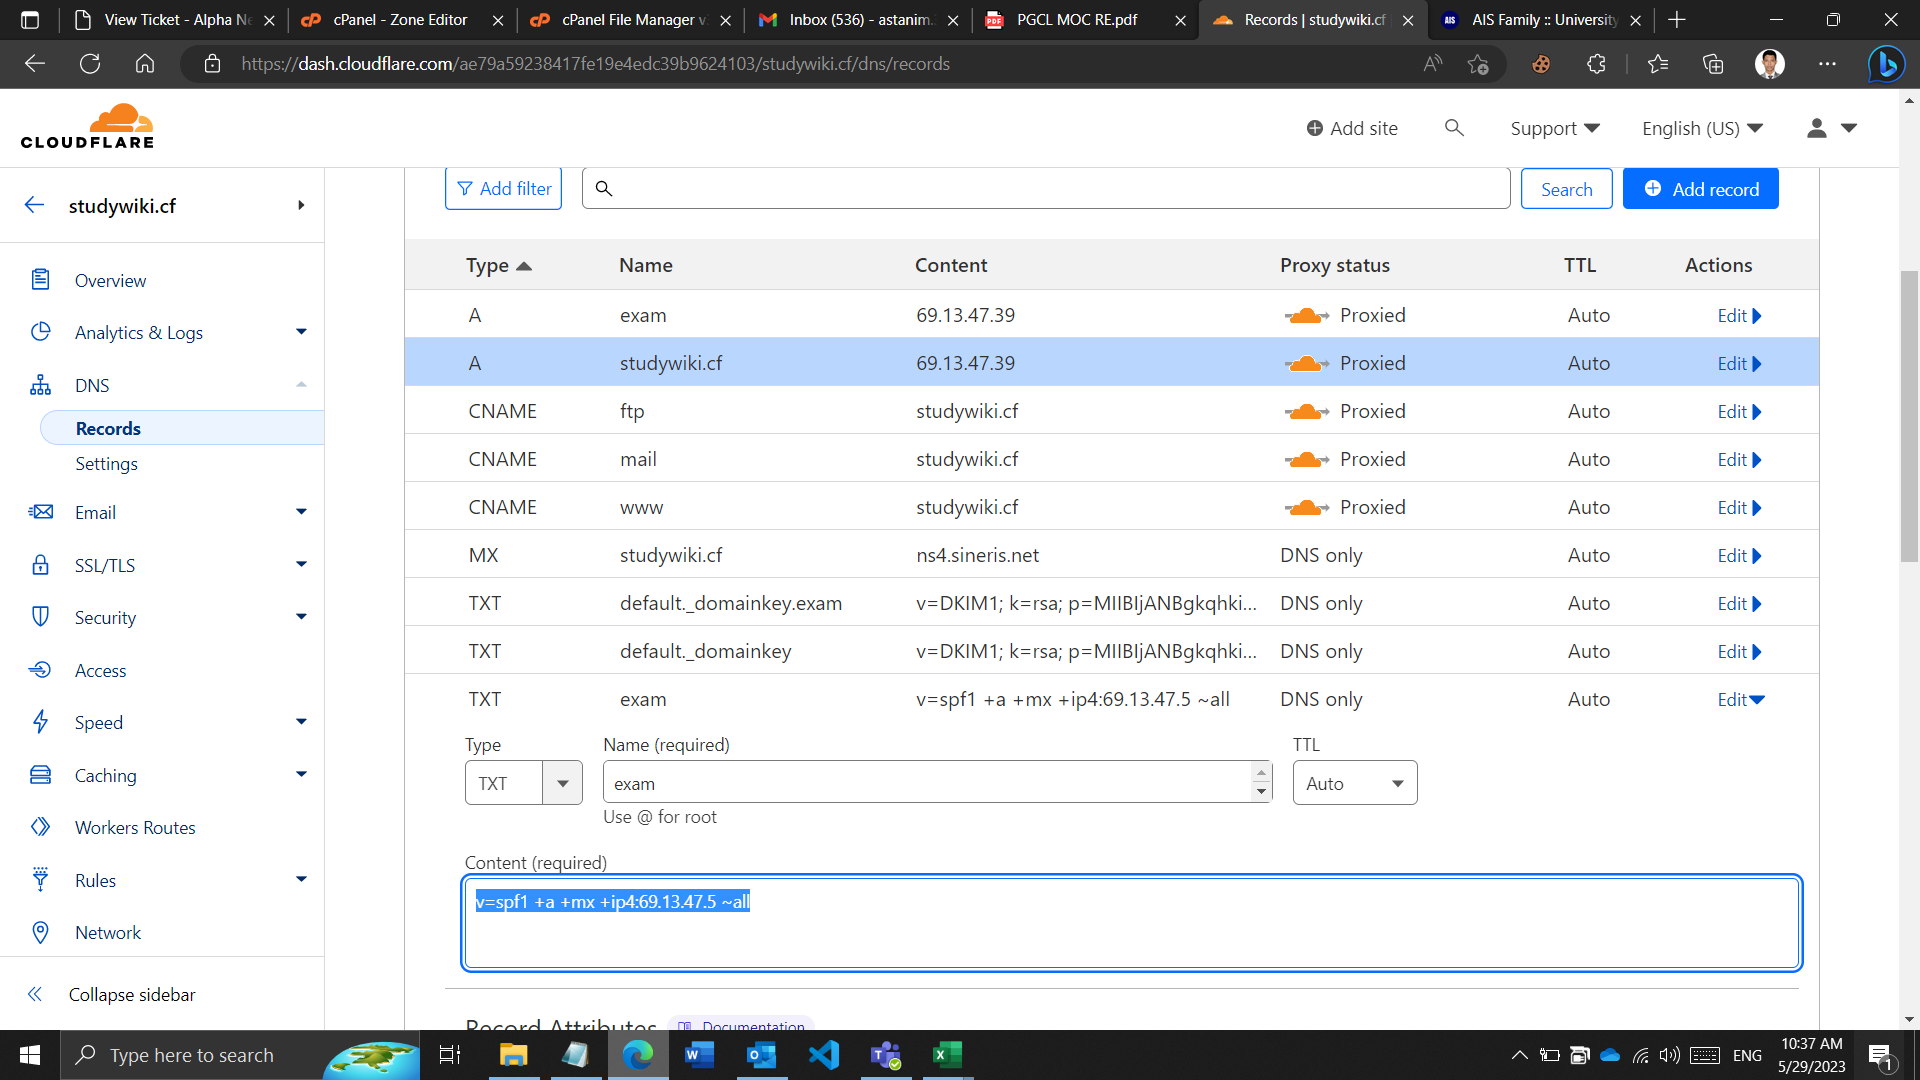 View Ticket - Alpha Ne
cPanel - Zone Editor
cPanel File Manager v
Inbox (536) - astanim.
PGCL MOC RE.pdf
Records | studywiki.cf
AIS Family :: University
https://dash.cloudflare.com/ae79a59238417fe19e4edc39b9624103/studywiki.cf/dns/records
CLOUDFLARE
Add site
Support
English (US)
studywiki.cf
Add filter
Search
Add record
Type Name Content Proxy status TTL Actions
A exam 69.13.47.39 Proxied Auto Edit
A studywiki.cf 69.13.47.39 Proxied Auto Edit
CNAME ftp studywiki.cf Proxied Auto Edit
CNAME mail studywiki.cf Proxied Auto Edit
CNAME www studywiki.cf Proxied Auto Edit
MX studywiki.cf ns4.sineris.net DNS only Auto Edit
TXT default._domainkey.exam v=DKIM1; k=rsa; p=MIIBIjANBgkqhki... DNS only Auto Edit
TXT default._domainkey v=DKIM1; k=rsa; p=MIIBIjANBgkqhki... DNS only Auto Edit
TXT exam v=spf1 +a +mx +ip4:69.13.47.5 ~all DNS only Auto Edit
Type Name (required) TTL
TXT exam Auto
Use @ for root
Content (required)
v=spf1 +a +mx +ip4:69.13.47.5 ~all
Record Attributes Documentation
Overview
Analytics & Logs
DNS
Records
Settings
Email
SSL/TLS
Security
Access
Speed
Caching
Workers Routes
Rules
Network
Collapse sidebar
Type here to search
ENG
10:37 AM
5/29/2023
1